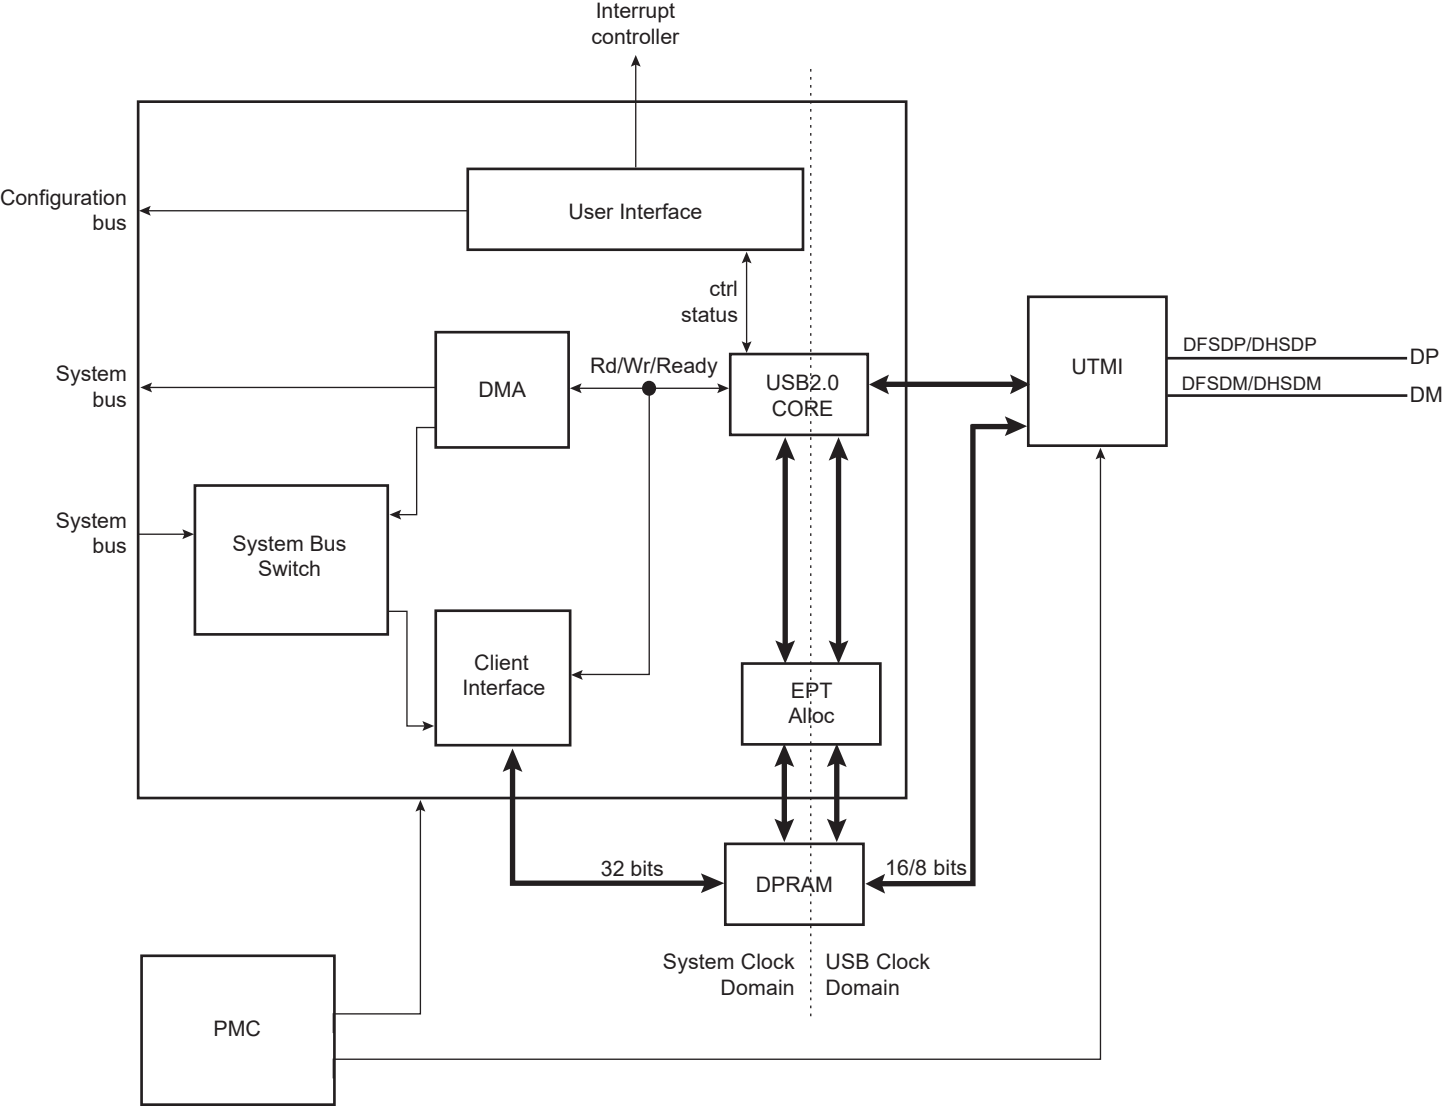 Interrupt
controller
Configuration
bus
User Interface
ctrl
status
System
bus
DMA
Rd/Wr/Ready
USB2.0
CORE
UTMI
DFSDP/DHSDP
DP
DFSDM/DHSDM
DM
System
bus
System Bus
Switch
Client
Interface
EPT
Alloc
32 bits
DPRAM
16/8 bits
System Clock
Domain
USB Clock
Domain
PMC